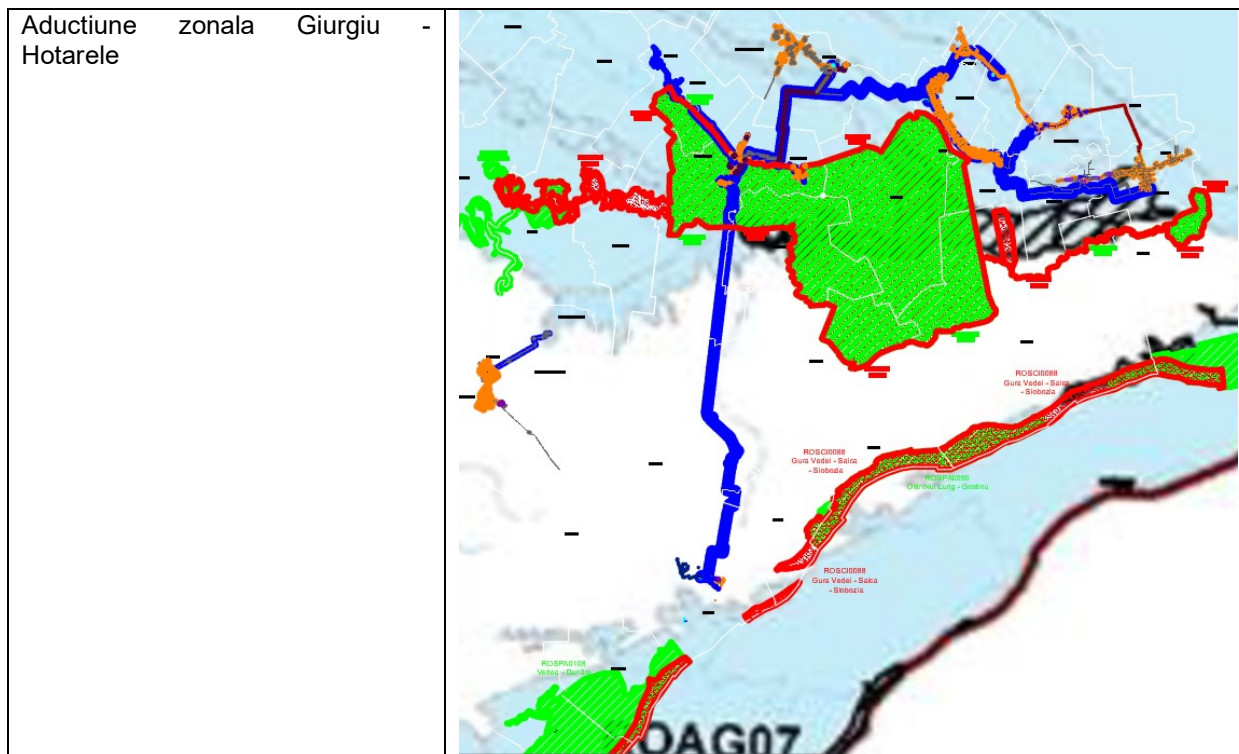 Aductiune zonala Giurgiu -
Hotarele
ROSCI0088
Gura Vedei - Saica
- Slobozia
ROSCI0088
Gura Vedei - Saica
- Slobozia
ROSPA0090
Ostrovul Lung - Gostinu
ROSCI0088
Gura Vedei - Saica
- Slobozia
ROSPA0108
Vedea - Dunăre
OAG07